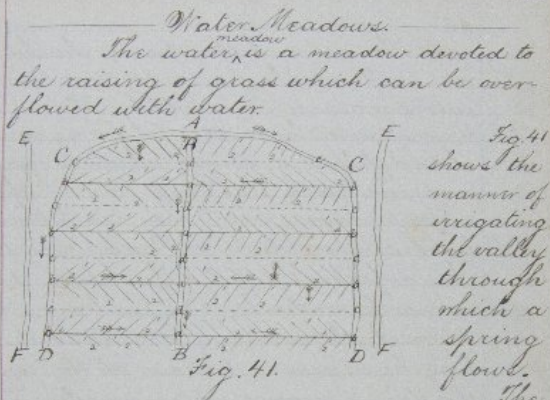 Water Meadows.
meadow
The water ^ is a meadow devoted to
the raising of grass which can be over-
flowed with water.
A
E E
Fig. 41
C C
shows the
manner of
irrigating
the valley
through
which a
spring
flows.
F D B D F
Fig. 41.
The